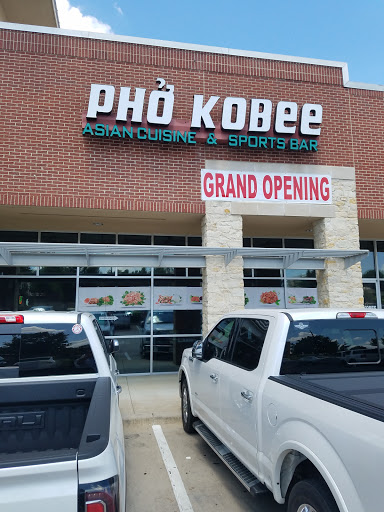 PHỞ KOBEE
ASIAN CUISINE & SPORTS BAR
GRAND OPENING